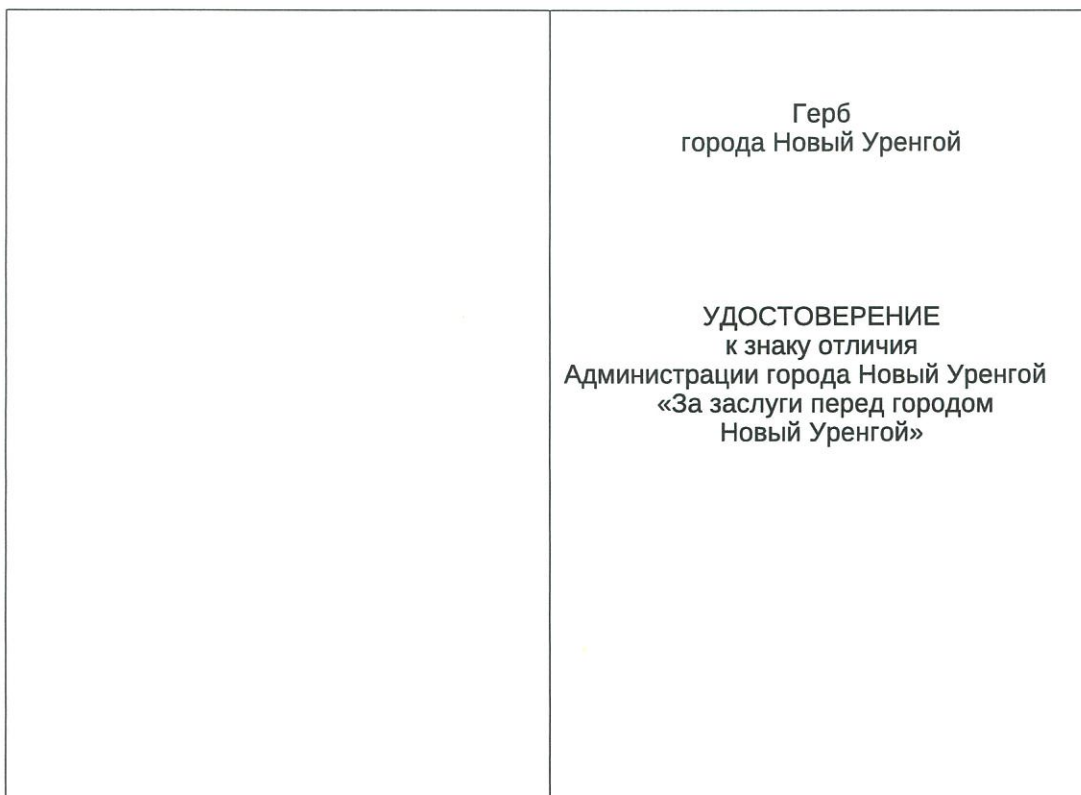 Герб
города Новый Уренгой
УДОСТОВЕРЕНИЕ
к знаку отличия
Администрации города Новый Уренгой
«За заслуги перед городом
Новый Уренгой»